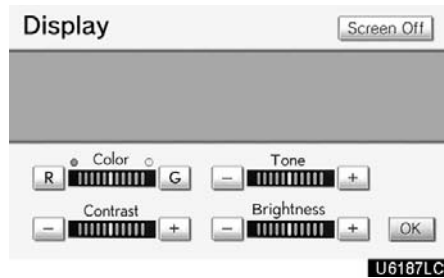 Display Screen Off
Color Tone
R G − +
Contrast Brightness
− + − + OK
U6187LC